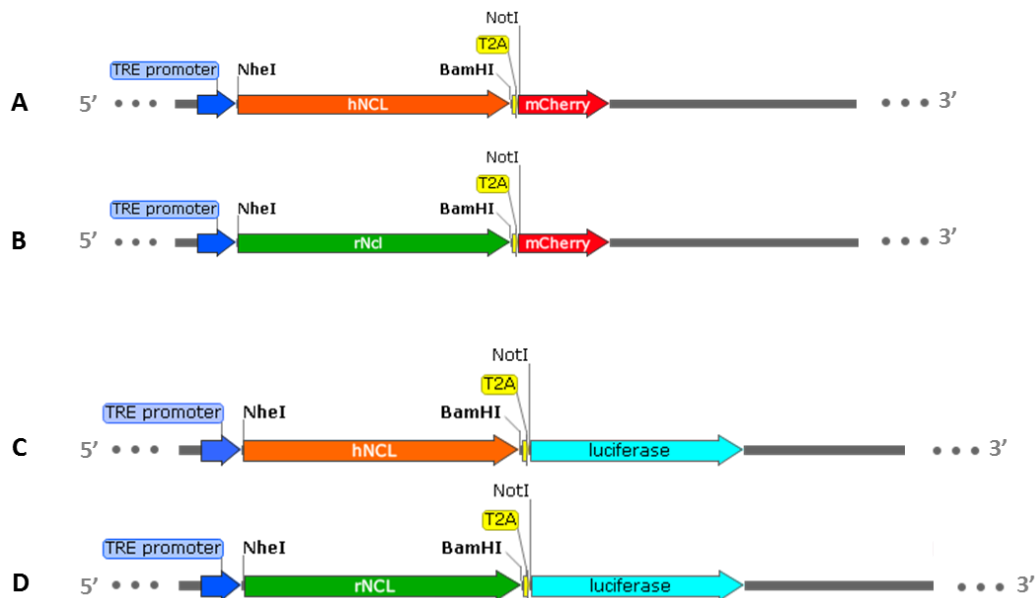 NotI
T2A
TRE promoter NheI BamHI
A 5’ hNCL mCherry 3’
NotI
T2A
TRE promoter NheI BamHI
B 5’ rNcl mCherry 3’
NotI
T2A
TRE promoter NheI BamHI
C 5’ hNCL luciferase 3’
NotI
T2A
TRE promoter NheI BamHI
D 5’ rNCL luciferase 3’